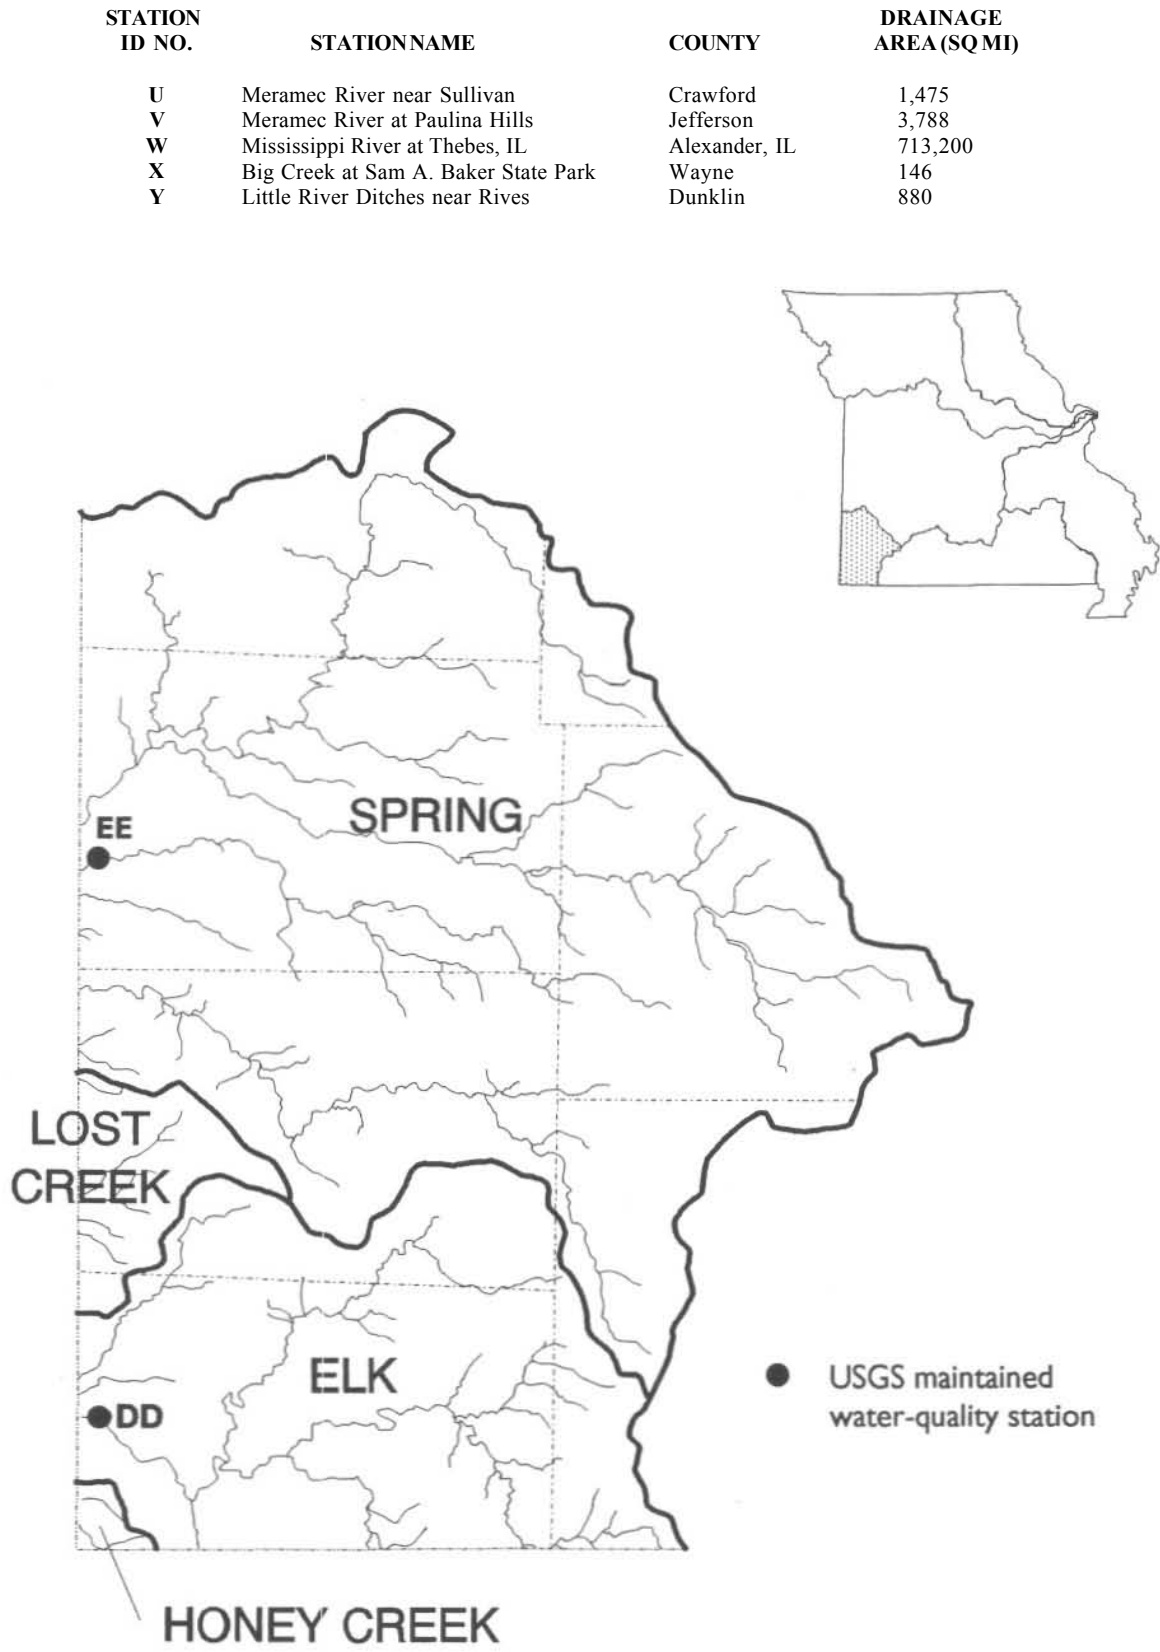 STATION DRAINAGE
ID NO. STATION NAME COUNTY AREA (SQ MI)
U Meramec River near Sullivan Crawford 1,475
V Meramec River at Paulina Hills Jefferson 3,788
W Mississippi River at Thebes, IL Alexander, IL 713,200
X Big Creek at Sam A. Baker State Park Wayne 146
Y Little River Ditches near Rives Dunklin 880
SPRING
EE
LOST
CREEK
ELK
DD
USGS maintained
water-quality station
HONEY CREEK